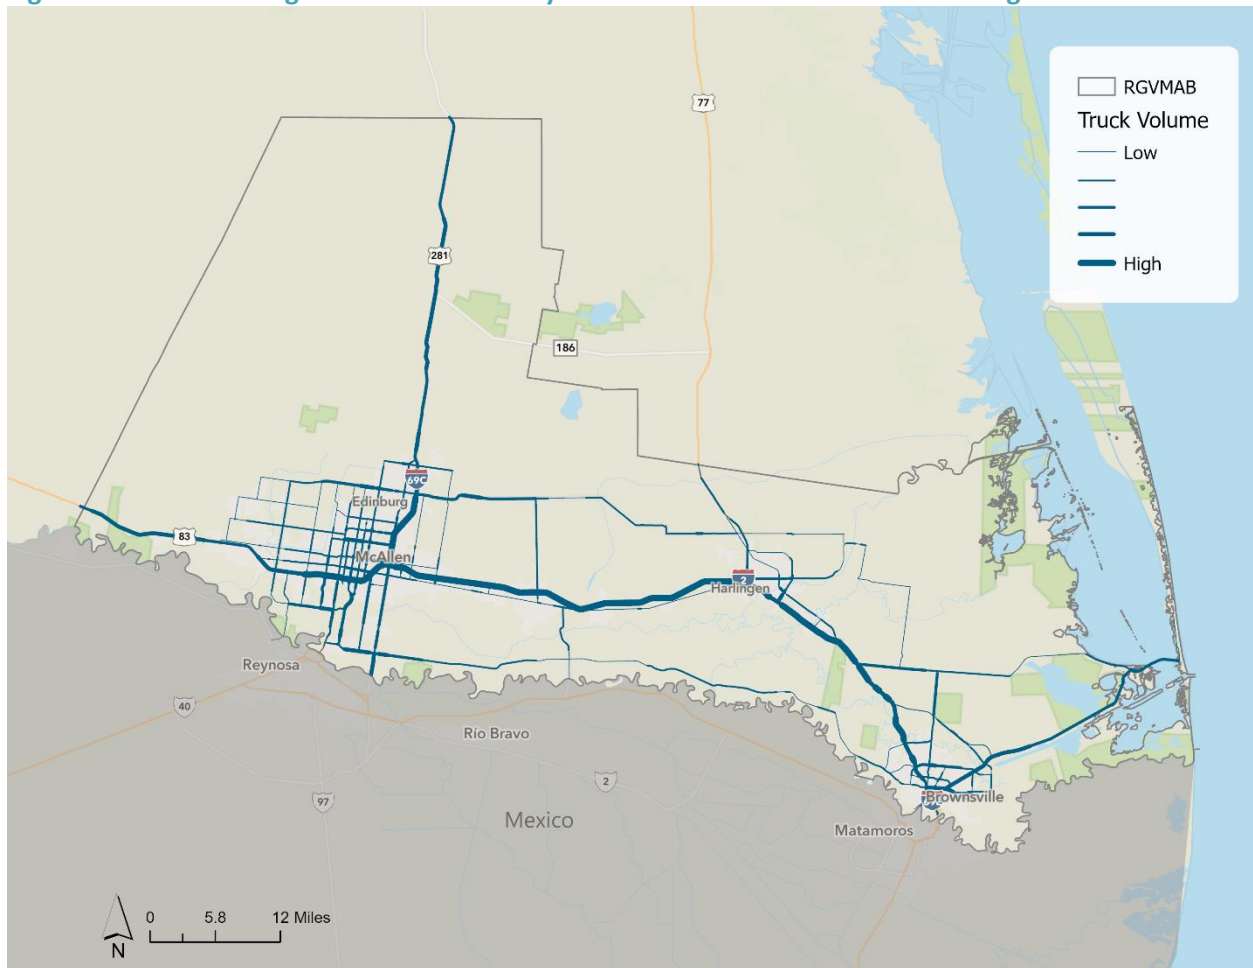 77
RGVMAB
Truck Volume
Low
High
281
186
69C
Edinburg
83
McAllen
2
Harlingen
Reynosa
40
Río Bravo
2
97
Brownsville
Mexico
Matamoros
0 5.8 12 Miles
N